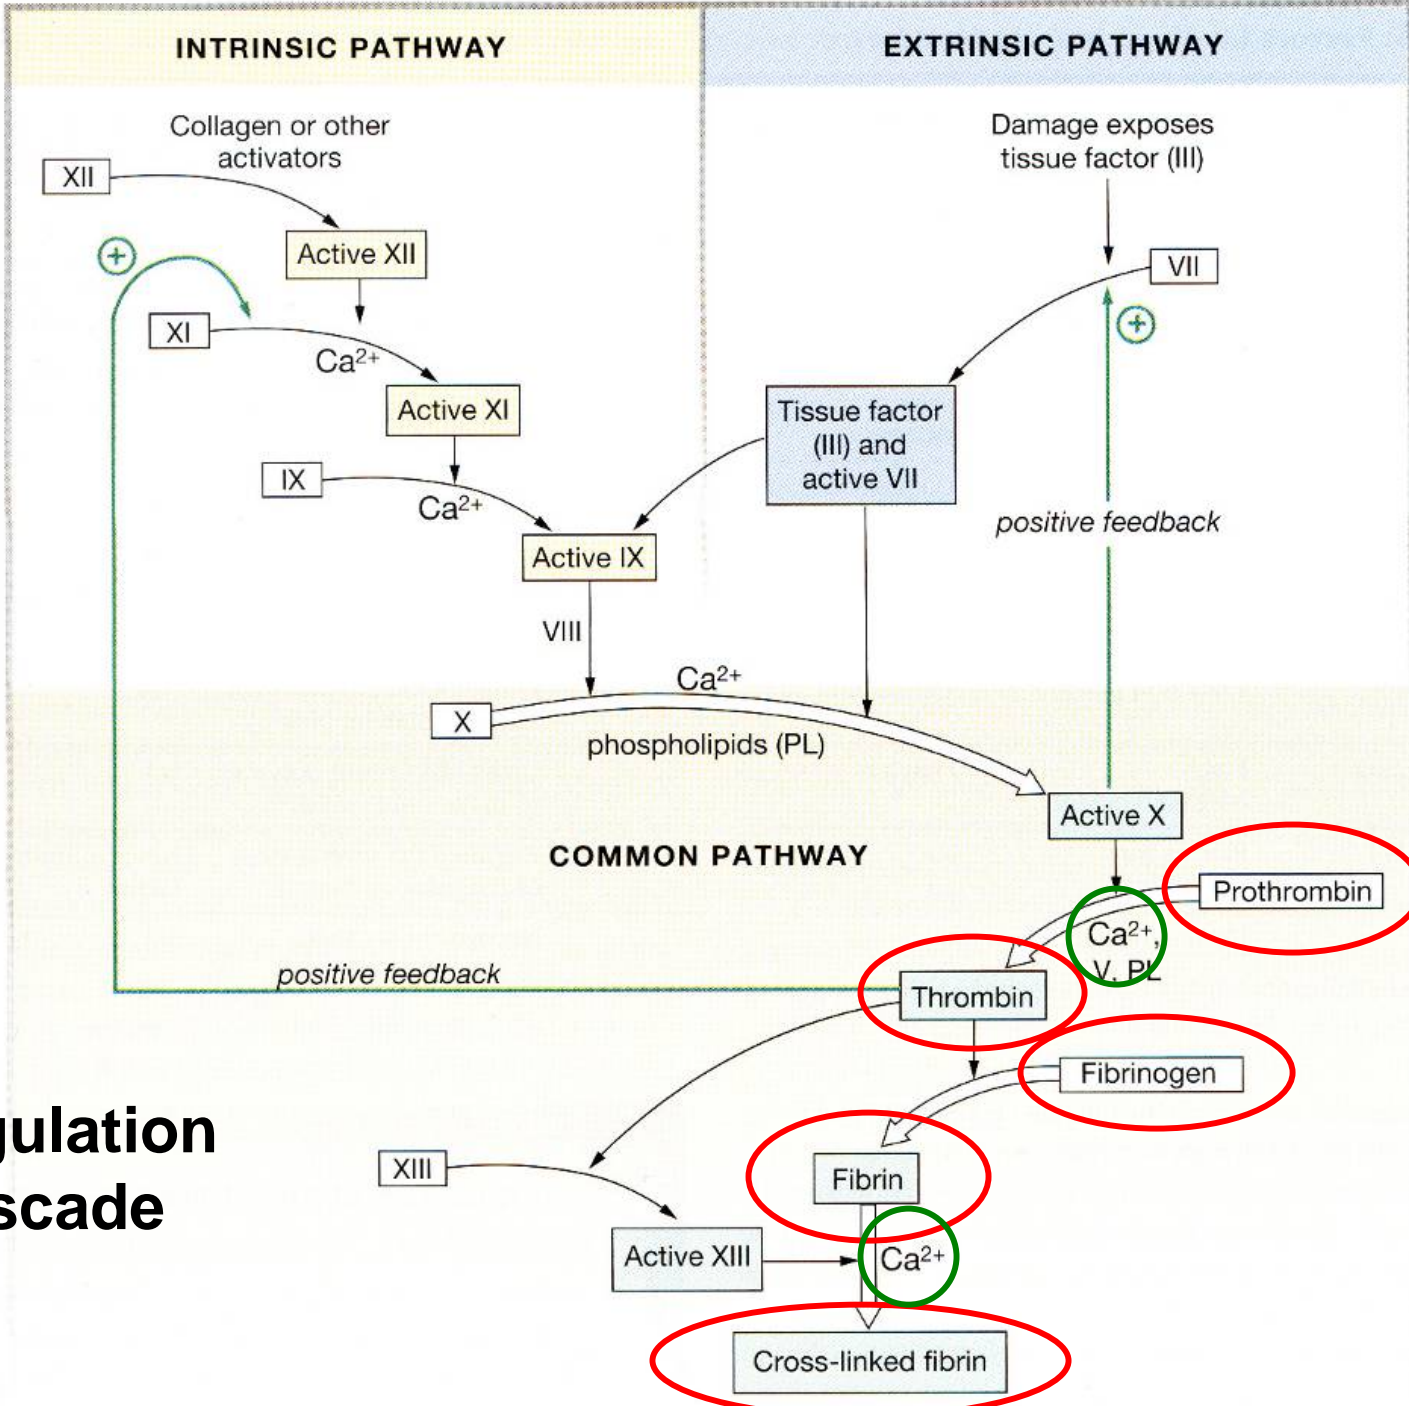 INTRINSIC PATHWAY
EXTRINSIC PATHWAY
Collagen or other
activators
XII
Active XII
+
XI
Ca²⁺
Active XI
IX
Ca²⁺
Active IX
VIII
Damage exposes
tissue factor (III)
VII
+
Tissue factor
(III) and
active VII
positive feedback
Ca²⁺
X
phospholipids (PL)
Active X
COMMON PATHWAY
Prothrombin
Ca²⁺,
V, PL
positive feedback
Thrombin
Fibrinogen
gulation
scade
XIII
Fibrin
Active XIII
Ca²⁺
Cross-linked fibrin